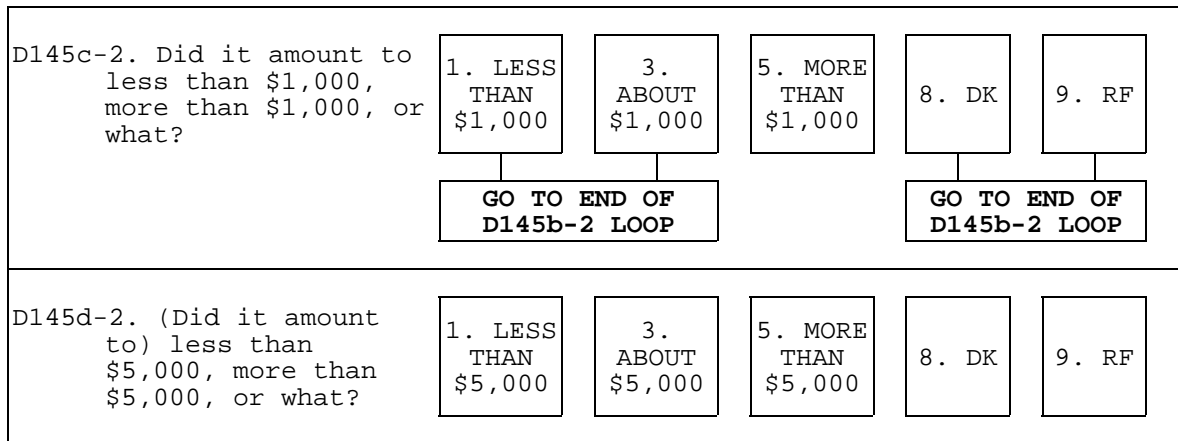 D145c-2. Did it amount to
less than $1,000,
more than $1,000, or
what?
1. LESS
THAN
$1,000
3.
ABOUT
$1,000
5. MORE
THAN
$1,000
8. DK
9. RF
GO TO END OF
D145b-2 LOOP
GO TO END OF
D145b-2 LOOP
D145d-2. (Did it amount
to) less than
$5,000, more than
$5,000, or what?
1. LESS
THAN
$5,000
3.
ABOUT
$5,000
5. MORE
THAN
$5,000
8. DK
9. RF